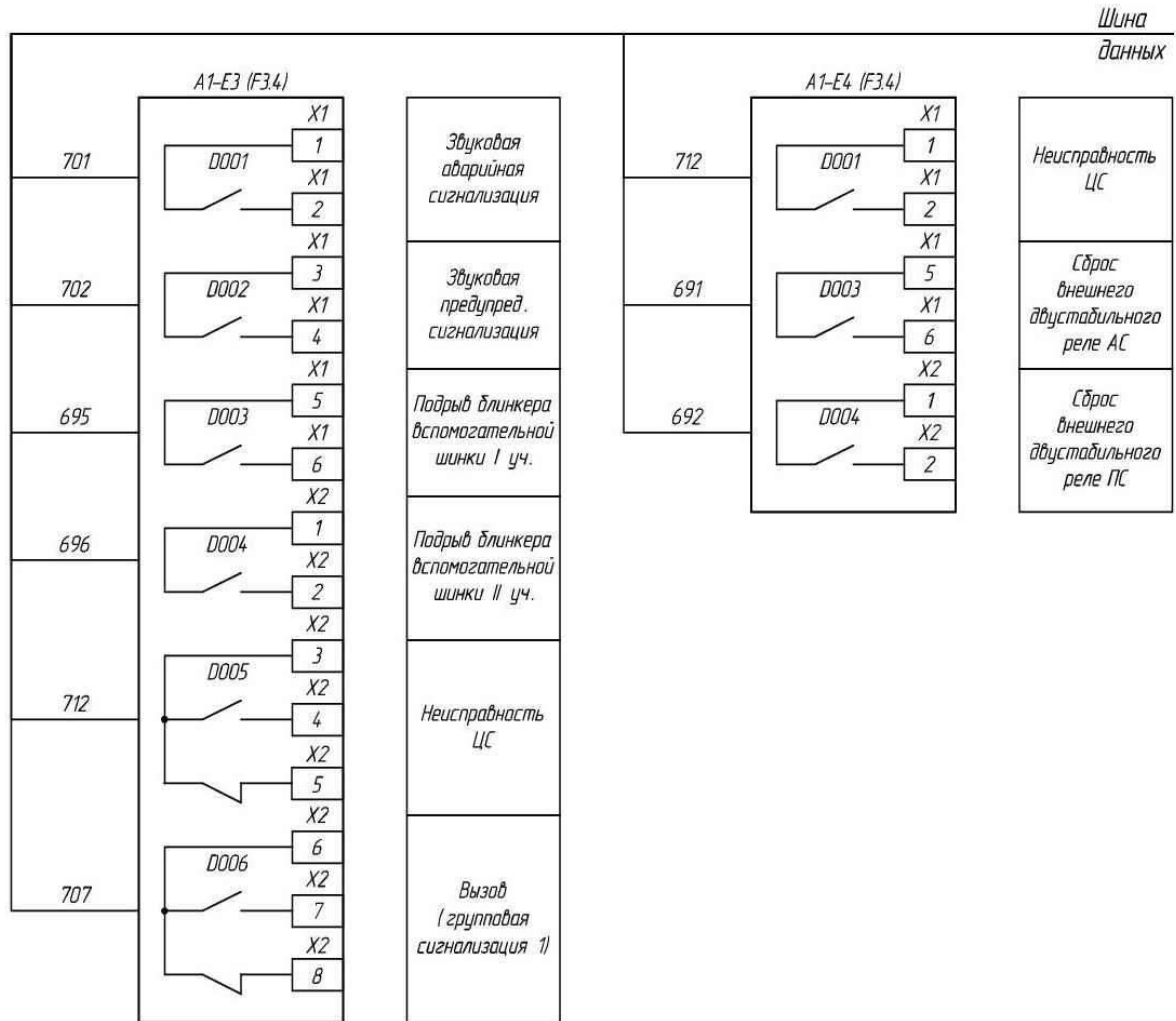 Шина
данных
А1-Е3 (F3.4)
701
702
695
696
712
707
D001
X1
1
X1
2
D002
X1
3
X1
4
D003
X1
5
X1
6
D004
X2
1
X2
2
D005
X2
3
X2
4
X2
5
D006
X2
6
X2
7
X2
8
Звуковая
аварийная
сигнализация
Звуковая
предупред.
сигнализация
Подрыв блинкера
вспомогательной
шинки I уч.
Подрыв блинкера
вспомогательной
шинки II уч.
Неисправность
ЦС
Вызов
(групповая
сигнализация 1)
А1-Е4 (F3.4)
712
691
692
D001
X1
1
X1
2
D003
X1
5
X1
6
D004
X2
1
X2
2
Неисправность
ЦС
Сброс
внешнего
двустабильного
реле АС
Сброс
внешнего
двустабильного
реле ПС